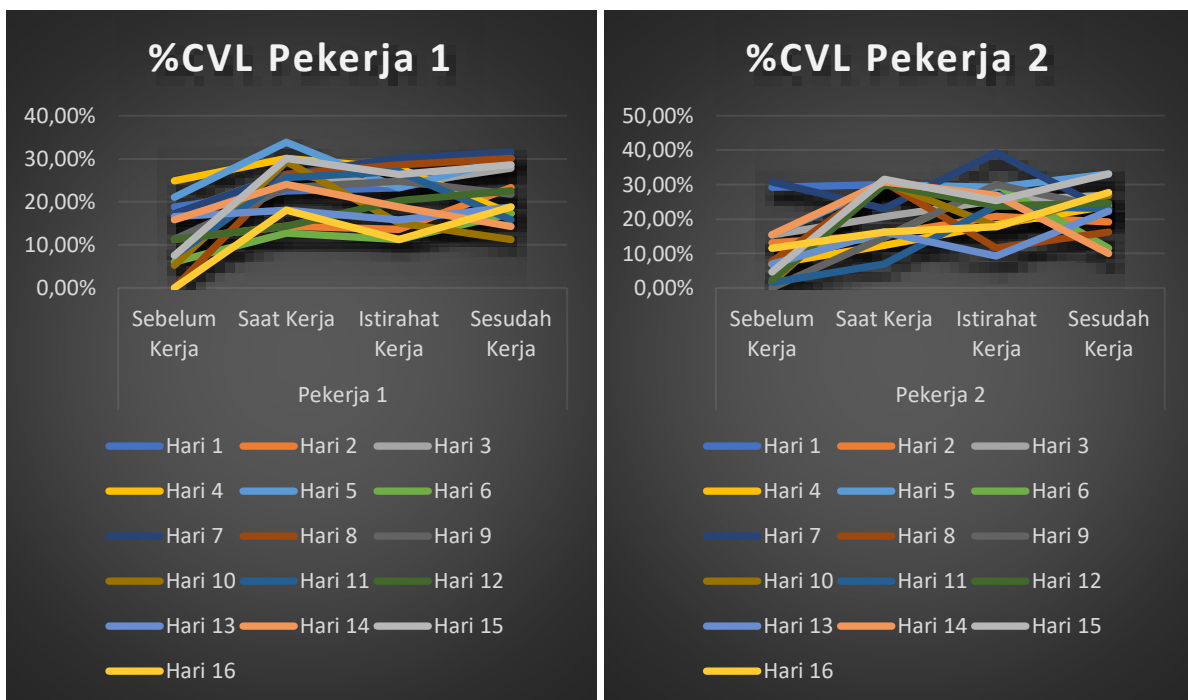 %CVL Pekerja 1
40,00%
30,00%
20,00%
10,00%
0,00%
Sebelum Kerja
Saat Kerja
Istirahat Kerja
Sesudah Kerja
Pekerja 1
Hari 1 Hari 2 Hari 3
Hari 4 Hari 5 Hari 6
Hari 7 Hari 8 Hari 9
Hari 10 Hari 11 Hari 12
Hari 13 Hari 14 Hari 15
Hari 16
%CVL Pekerja 2
50,00%
40,00%
30,00%
20,00%
10,00%
0,00%
Sebelum Kerja
Saat Kerja
Istirahat Kerja
Sesudah Kerja
Pekerja 2
Hari 1 Hari 2 Hari 3
Hari 4 Hari 5 Hari 6
Hari 7 Hari 8 Hari 9
Hari 10 Hari 11 Hari 12
Hari 13 Hari 14 Hari 15
Hari 16